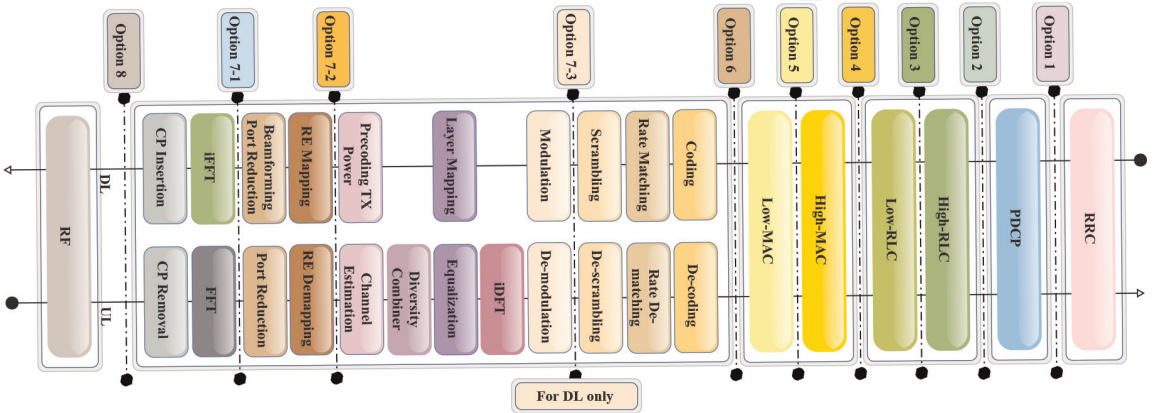 Option 8
Option 7-1
Option 7-2
Option 7-3
Option 6
Option 5
Option 4
Option 3
Option 2
Option 1
RF
DL
UL
CP Insertion
iFFT
Beamforming
Port Reduction
RE Mapping
Precoding TX
Power
Layer Mapping
Modulation
Scrambling
Rate Matching
Coding
CP Removal
FFT
Port Reduction
RE Demapping
Channel
Estimation
Diversity
Combiner
Equalization
iDFT
De-modulation
De-scrambling
Rate De-
matching
De-coding
Low-MAC
High-MAC
Low-RLC
High-RLC
PDCP
RRC
For DL only